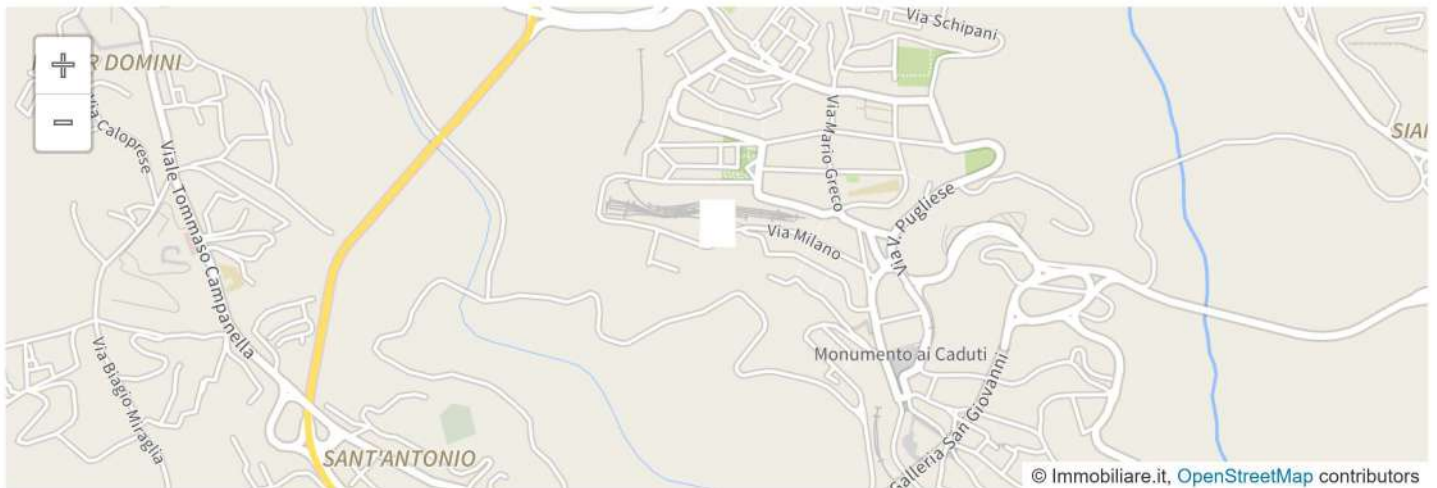 Via Schipani
DOMINI
Via Caloprese
Via Mario Greco
Viale Tommaso Campanella
Via V. Pugliese
Via Milano
Monumento ai Caduti
Via Biagio Miraglia
Galleria San Giovanni
SANT'ANTONIO
© Immobiliare.it, OpenStreetMap contributors